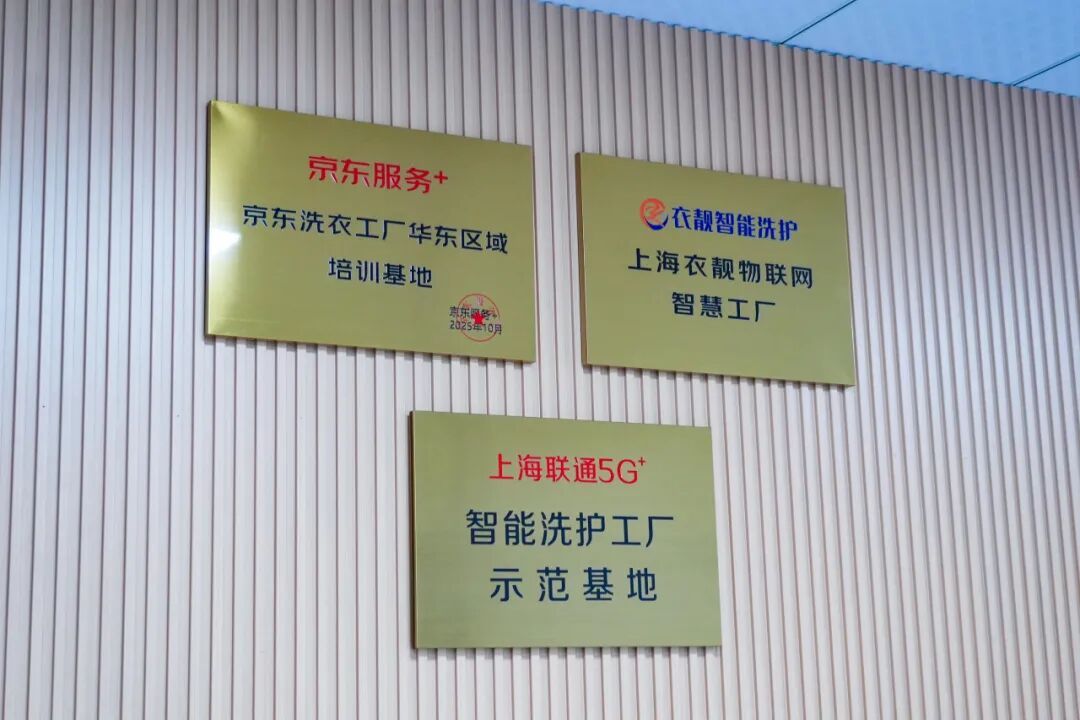 京东服务+
京东洗衣工厂华东区域
培训基地
京东服务+
2025年10月
衣靓智能洗护
上海衣靓物联网
智慧工厂
上海联通5G+
智能洗护工厂
示范基地